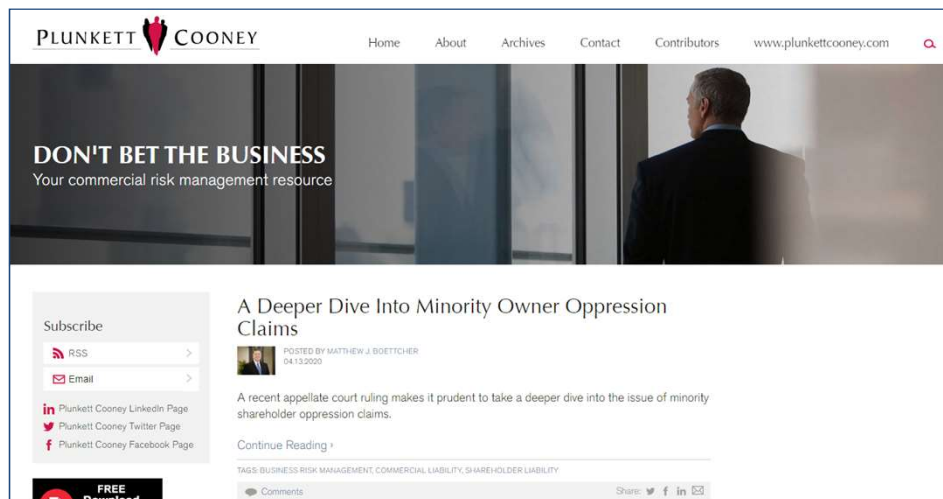 PLUNKETT COONEY
Home About Archives Contact Contributors www.plunkettcooney.com
DON'T BET THE BUSINESS
Your commercial risk management resource
Subscribe
RSS
Email
Plunkett Cooney LinkedIn Page
Plunkett Cooney Twitter Page
Plunkett Cooney Facebook Page
FREE
Download
A Deeper Dive Into Minority Owner Oppression
Claims
POSTED BY MATTHEW J. BOETTCHER
04.13.2020
A recent appellate court ruling makes it prudent to take a deeper dive into the issue of minority
shareholder oppression claims.
Continue Reading ›
TAGS: BUSINESS RISK MANAGEMENT, COMMERCIAL LIABILITY, SHAREHOLDER LIABILITY
Comments Share: